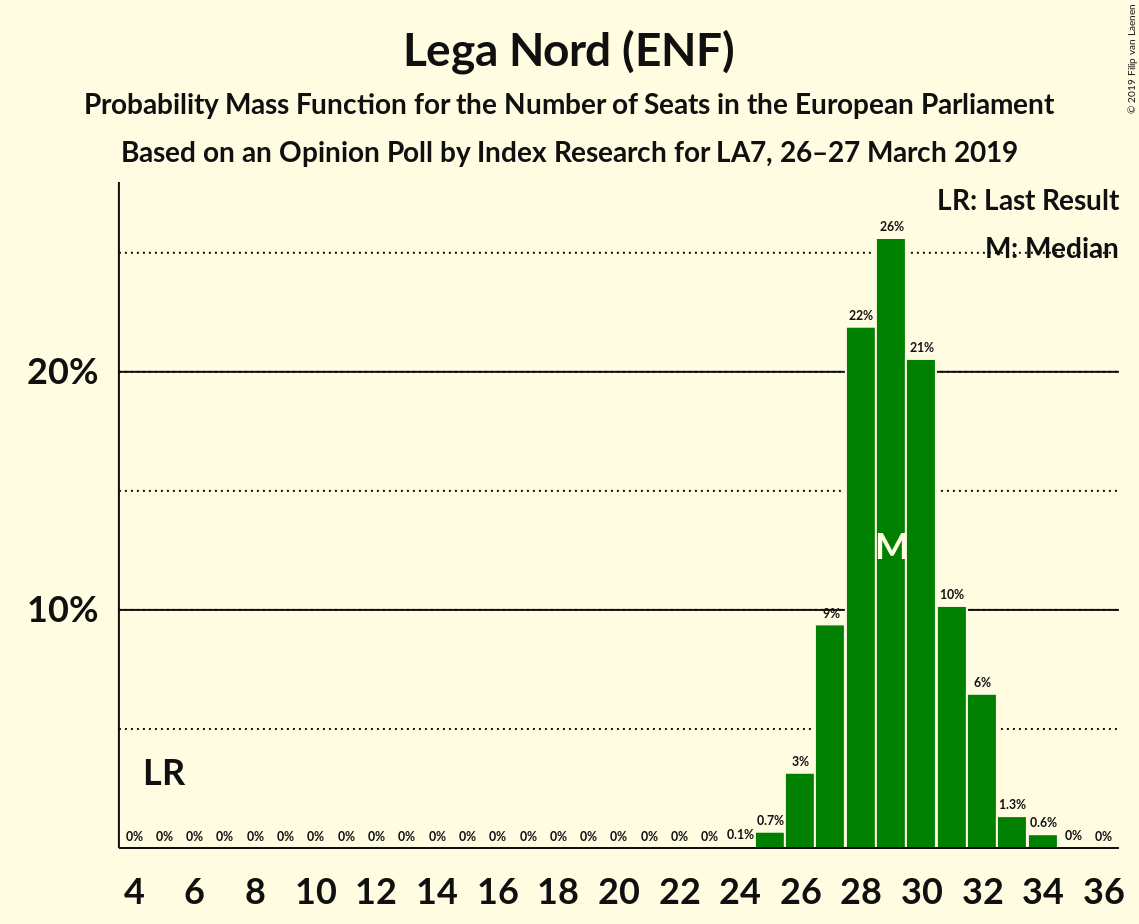 Lega Nord (ENF)
Probability Mass Function for the Number of Seats in the European Parliament
Based on an Opinion Poll by Index Research for LA7, 26–27 March 2019
© 2019 Filip van Laenen
LR: Last Result
M: Median
20%
10%
26%
22%
21%
M
9%
10%
6%
3%
1.3%
0.7%
0.6%
LR
0% 0% 0% 0% 0% 0% 0% 0% 0% 0% 0% 0% 0% 0% 0% 0% 0% 0% 0% 0% 0.1% 0% 0%
4 6 8 10 12 14 16 18 20 22 24 26 28 30 32 34 36